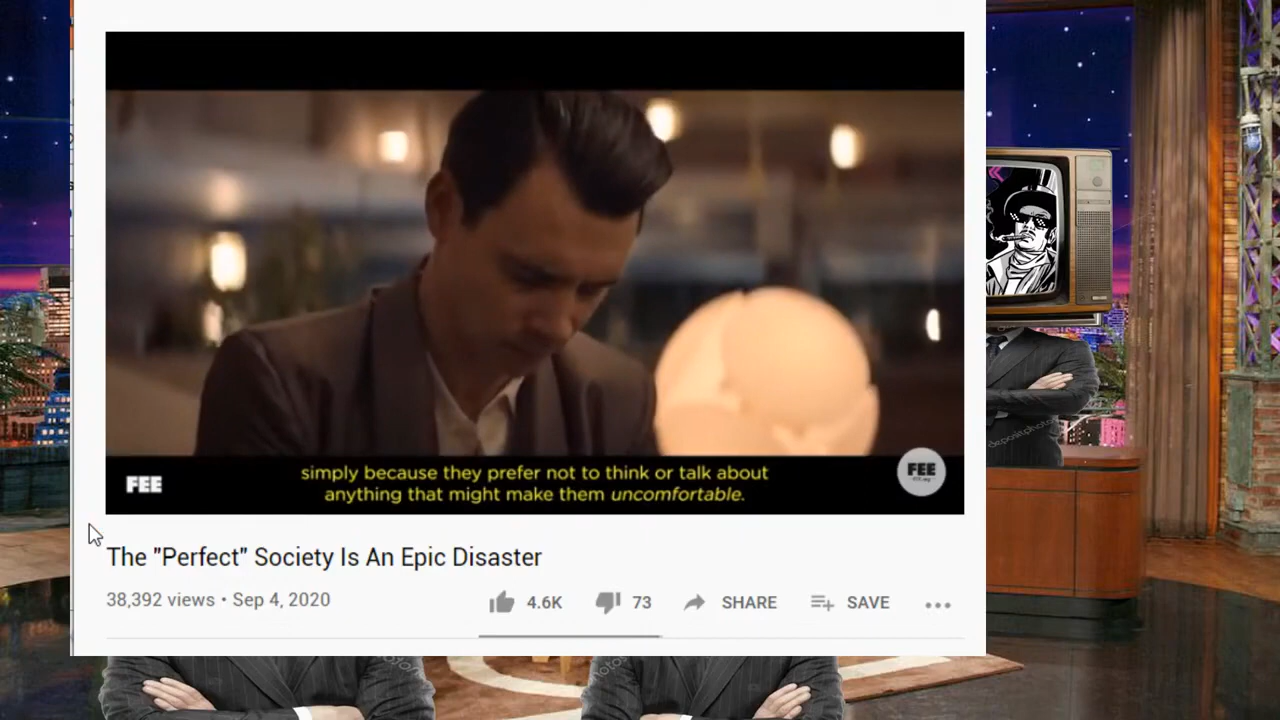 FEE
simply because they prefer not to think or talk about
anything that might make them uncomfortable.
FEE
The "Perfect" Society Is An Epic Disaster
38,392 views • Sep 4, 2020
4.6K
73
SHARE
SAVE
depositphotos